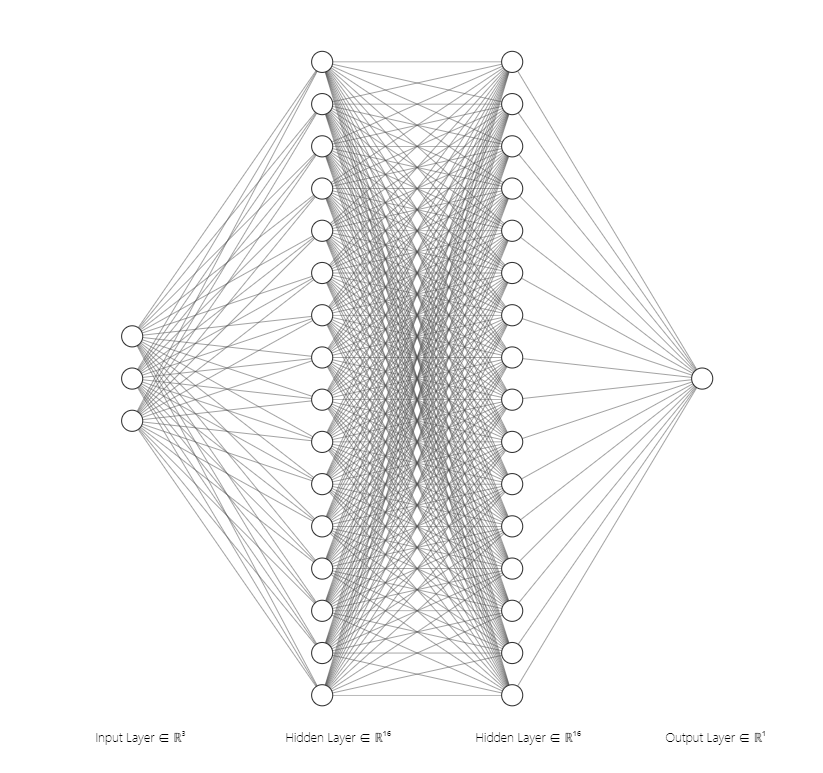 Input Layer ∈ ℝ³
Hidden Layer ∈ ℝ¹⁶
Hidden Layer ∈ ℝ¹⁶
Output Layer ∈ ℝ¹